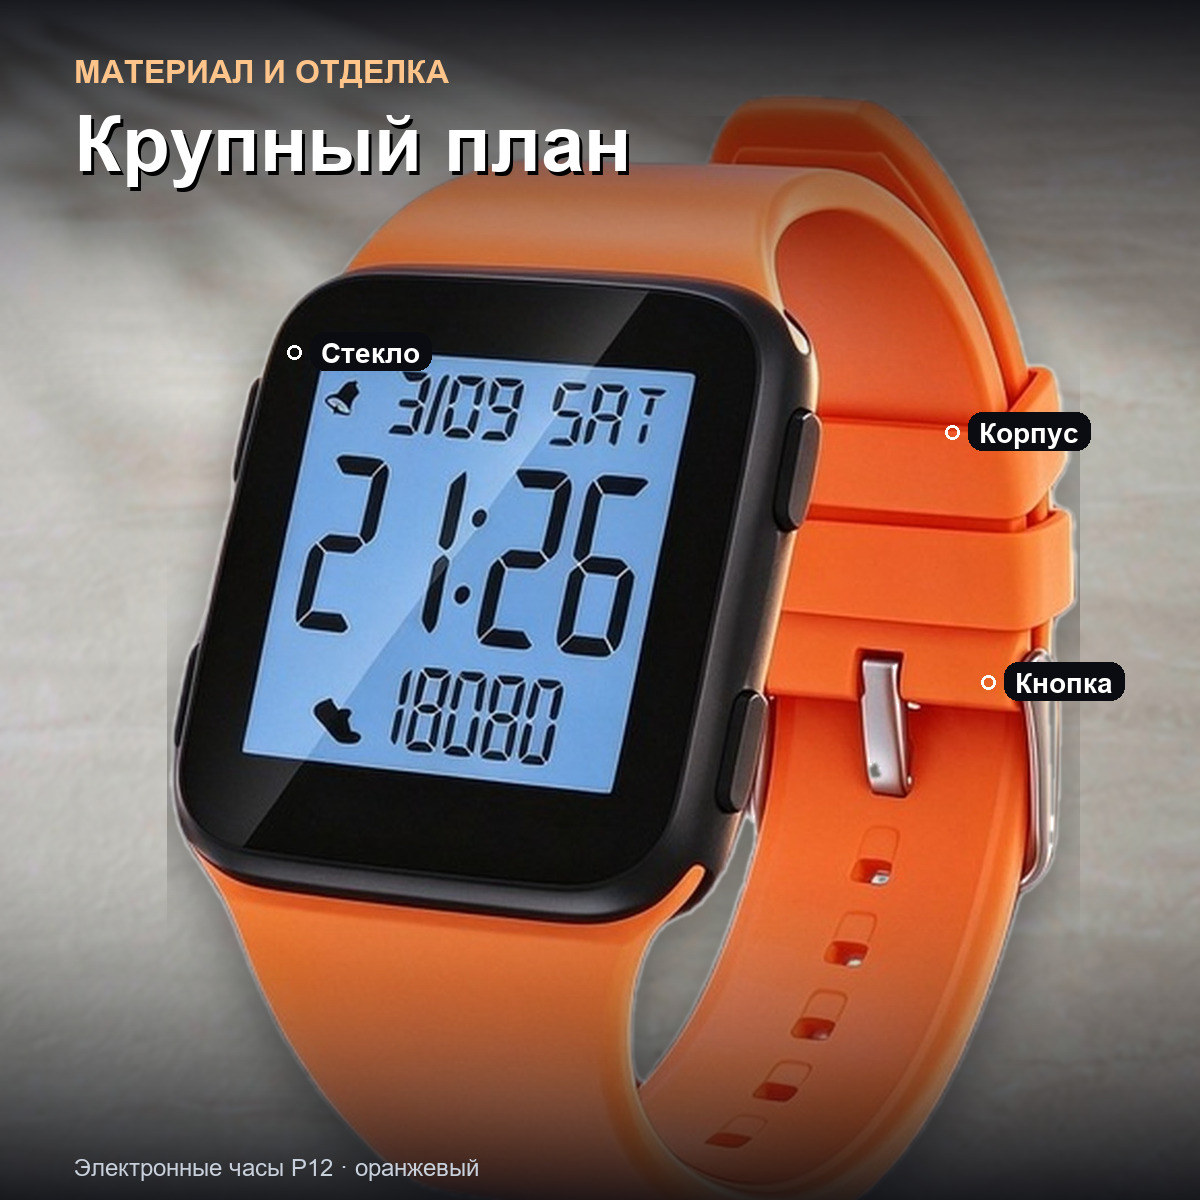 МАТЕРИАЛ И ОТДЕЛКА
Крупный план
Стекло
3/09 SAT
Корпус
21:26
Кнопка
18080
Электронные часы P12 · оранжевый